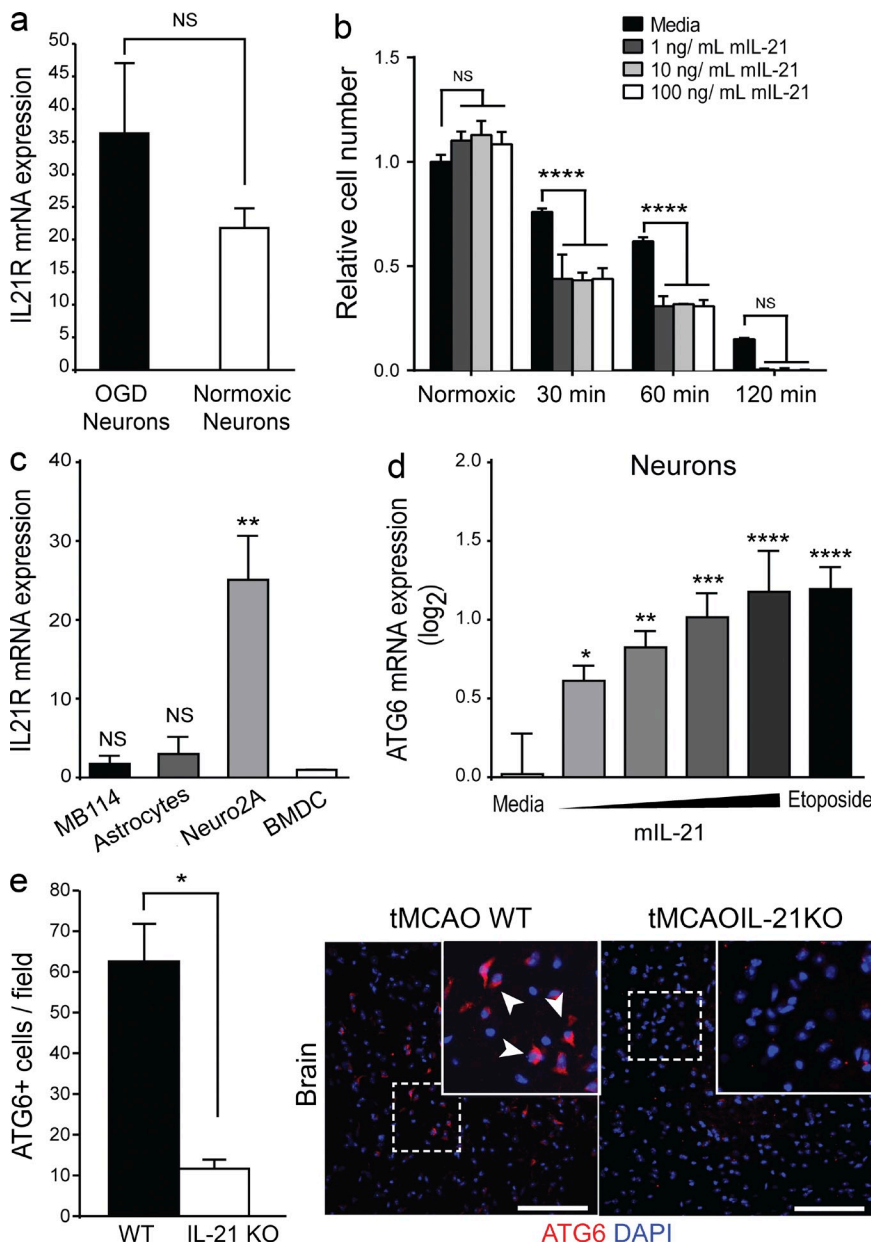 a
NS
IL21R mrNA expression
45
40
35
30
25
20
15
10
5
0
OGD Neurons
Normoxic Neurons
b
Media
1 ng/ mL mIL-21
10 ng/ mL mIL-21
100 ng/ mL mIL-21
Relative cell number
1.5
1.0
0.5
0.0
NS
****
****
NS
Normoxic
30 min
60 min
120 min
c
IL21R mRNA expression
40
30
20
10
0
NS
NS
**
MB114
Astrocytes
Neuro2A
BMDC
d
Neurons
ATG6 mRNA expression
(log2)
2.0
1.5
1.0
0.5
0.0
*
**
***
****
****
Media
mIL-21
Etoposide
e
ATG6+ cells / field
80
70
60
50
40
30
20
10
0
*
WT
IL-21 KO
tMCAO WT
tMCAOIL-21KO
Brain
ATG6 DAPI